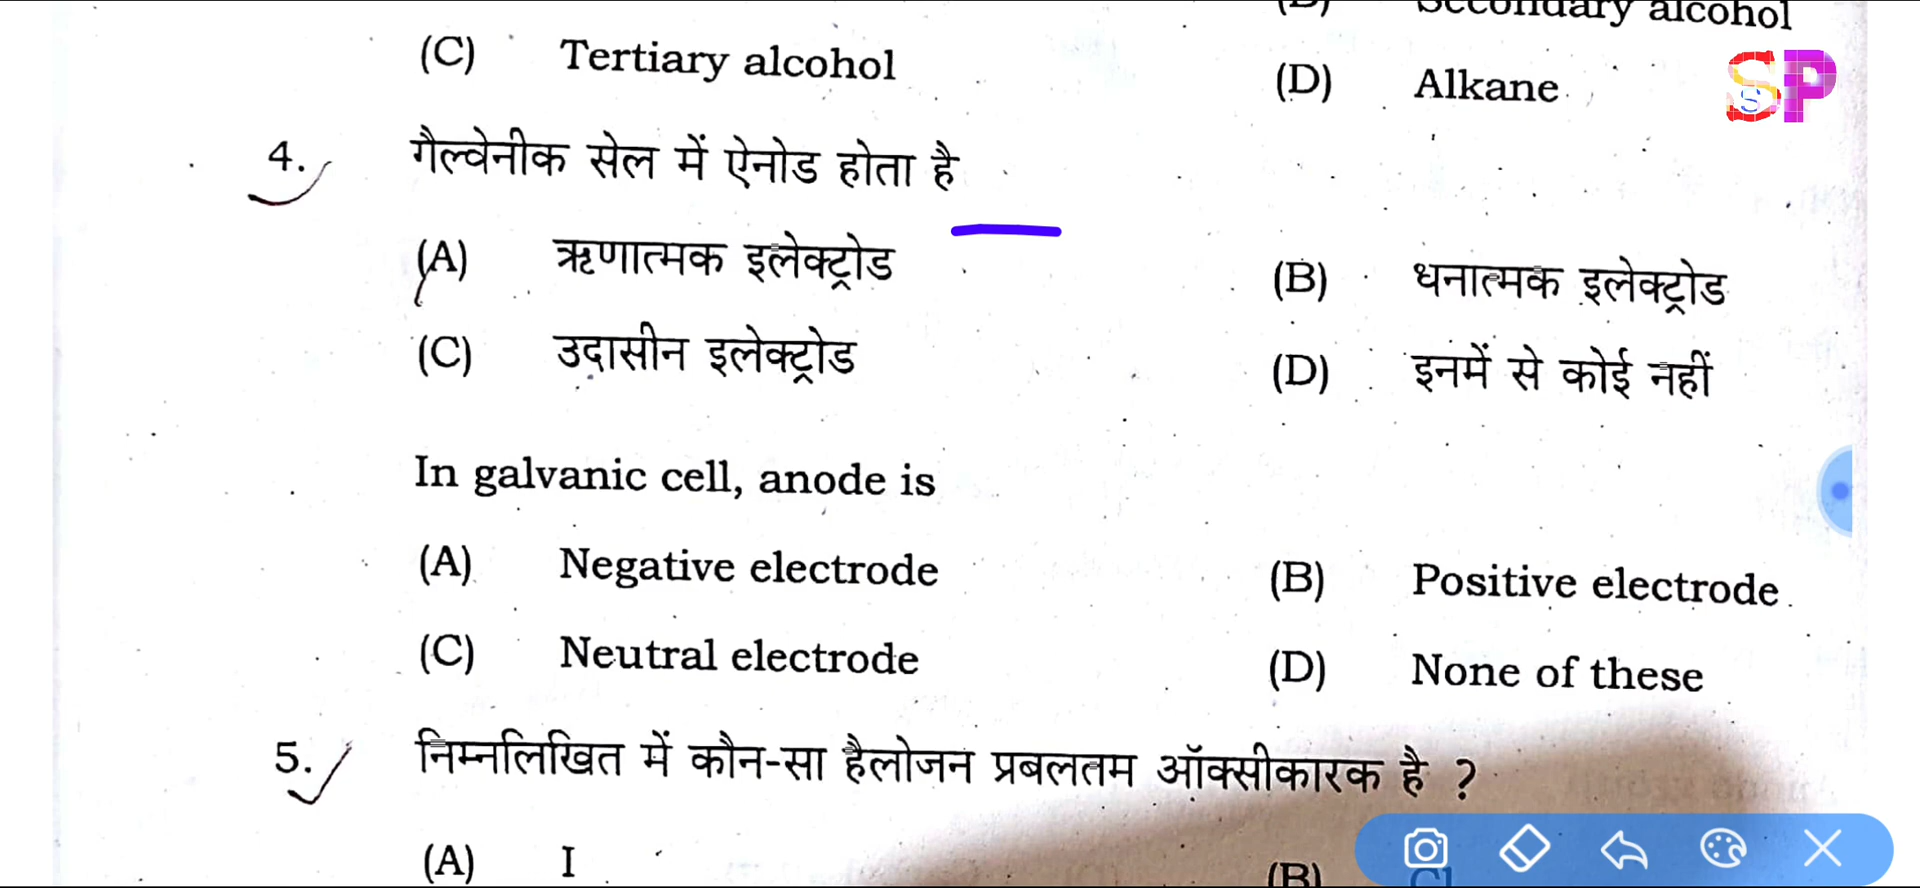 (B) Secondary alcohol
(C) Tertiary alcohol
(D) Alkane
SP
S
4. गैल्वेनीक सेल में ऐनोड होता है
(A) ऋणात्मक इलेक्ट्रोड (B) धनात्मक इलेक्ट्रोड
(C) उदासीन इलेक्ट्रोड (D) इनमें से कोई नहीं
In galvanic cell, anode is
(A) Negative electrode (B) Positive electrode
(C) Neutral electrode (D) None of these
5. निम्नलिखित में कौन-सा हैलोजन प्रबलतम ऑक्सीकारक है ?
(A) I (B) Cl